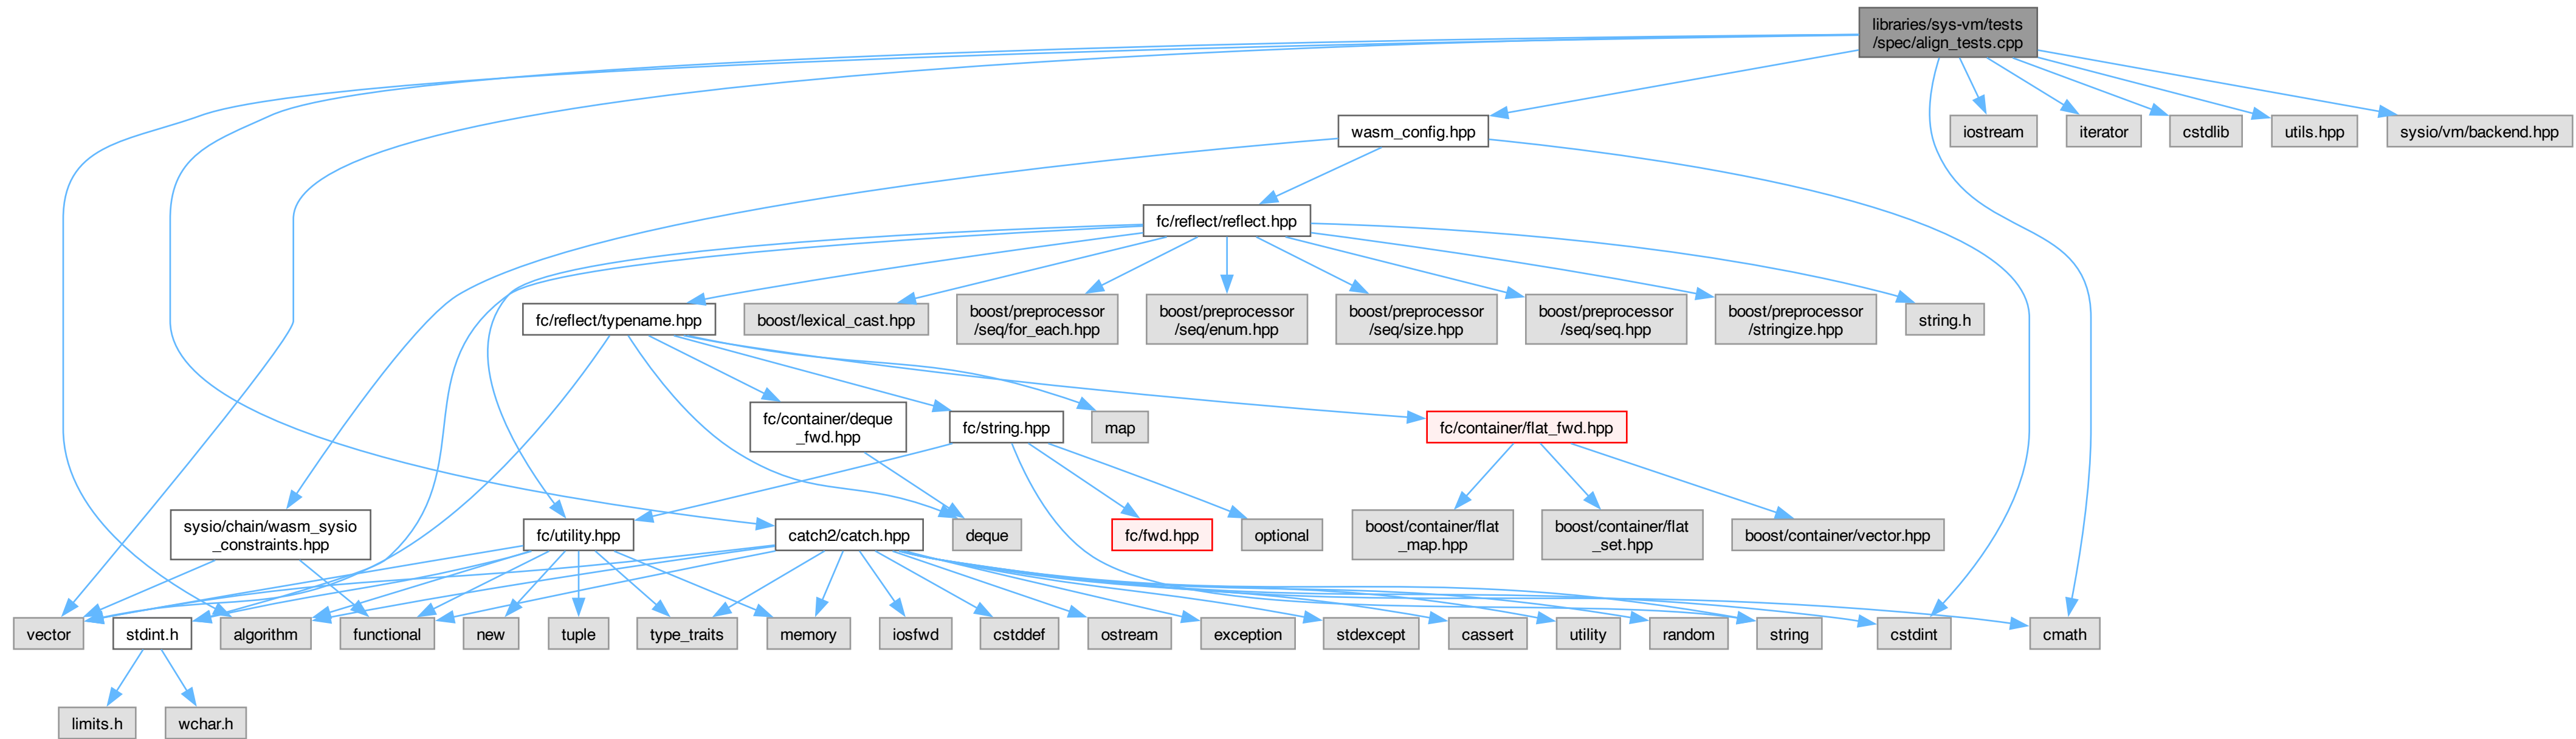 libraries/sys-vm/tests
/spec/align_tests.cpp
wasm_config.hpp
iostream
iterator
cstdlib
utils.hpp
sysio/vm/backend.hpp
fc/reflect/reflect.hpp
fc/reflect/typename.hpp
boost/lexical_cast.hpp
boost/preprocessor
/seq/for_each.hpp
boost/preprocessor
/seq/enum.hpp
boost/preprocessor
/seq/size.hpp
boost/preprocessor
/seq/seq.hpp
boost/preprocessor
/stringize.hpp
string.h
fc/container/deque
_fwd.hpp
fc/string.hpp
map
fc/container/flat_fwd.hpp
sysio/chain/wasm_sysio
_constraints.hpp
fc/utility.hpp
catch2/catch.hpp
deque
fc/fwd.hpp
optional
boost/container/flat
_map.hpp
boost/container/flat
_set.hpp
boost/container/vector.hpp
vector
stdint.h
algorithm
functional
new
tuple
type_traits
memory
iosfwd
cstddef
ostream
exception
stdexcept
cassert
utility
random
string
cstdint
cmath
limits.h
wchar.h